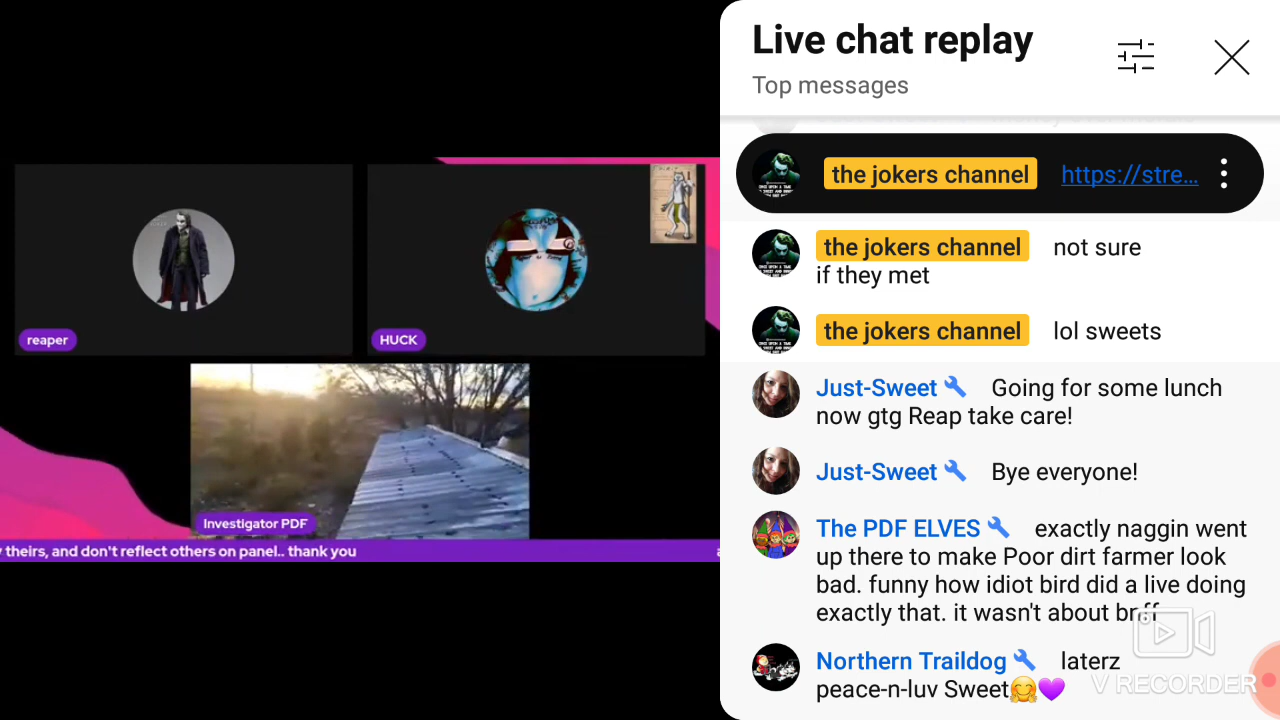 Live chat replay
Top messages
the jokers channel https://stre...
the jokers channel not sure
if they met
the jokers channel lol sweets
Just-Sweet Going for some lunch
now gtg Reap take care!
Just-Sweet Bye everyone!
The PDF ELVES exactly naggin went
up there to make Poor dirt farmer look
bad. funny how idiot bird did a live doing
exactly that. it wasn't about bnff
Northern Traildog laterz
peace-n-luv Sweet🤗💜
reaper
HUCK
Investigator PDF
theirs, and don't reflect others on panel.. thank you
V RECORDER